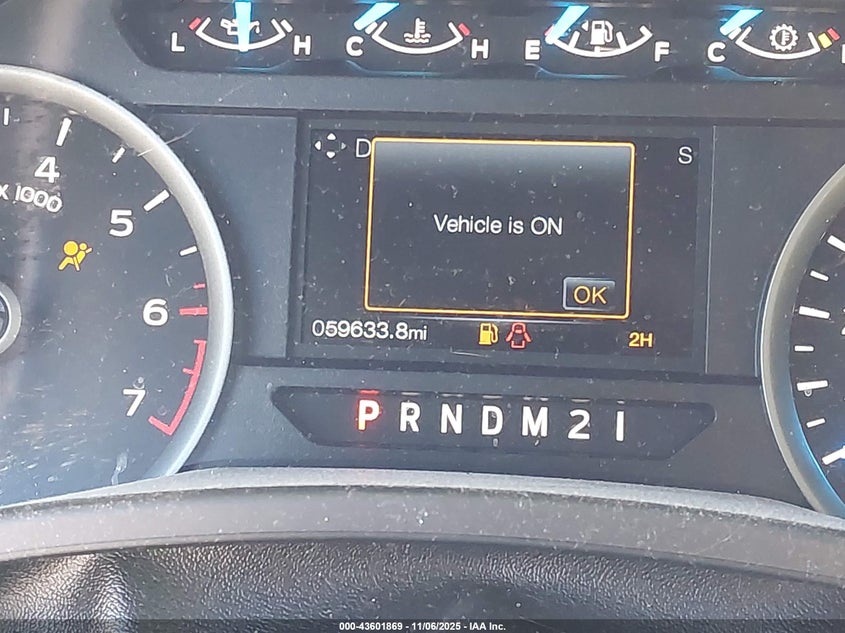 L H C H E F C
4
x 1000
5
6
7
D
S
Vehicle is ON
OK
059633.8mi
2H
P R N D M 2 1
000-43601869 - 11/06/2025 - IAA Inc.